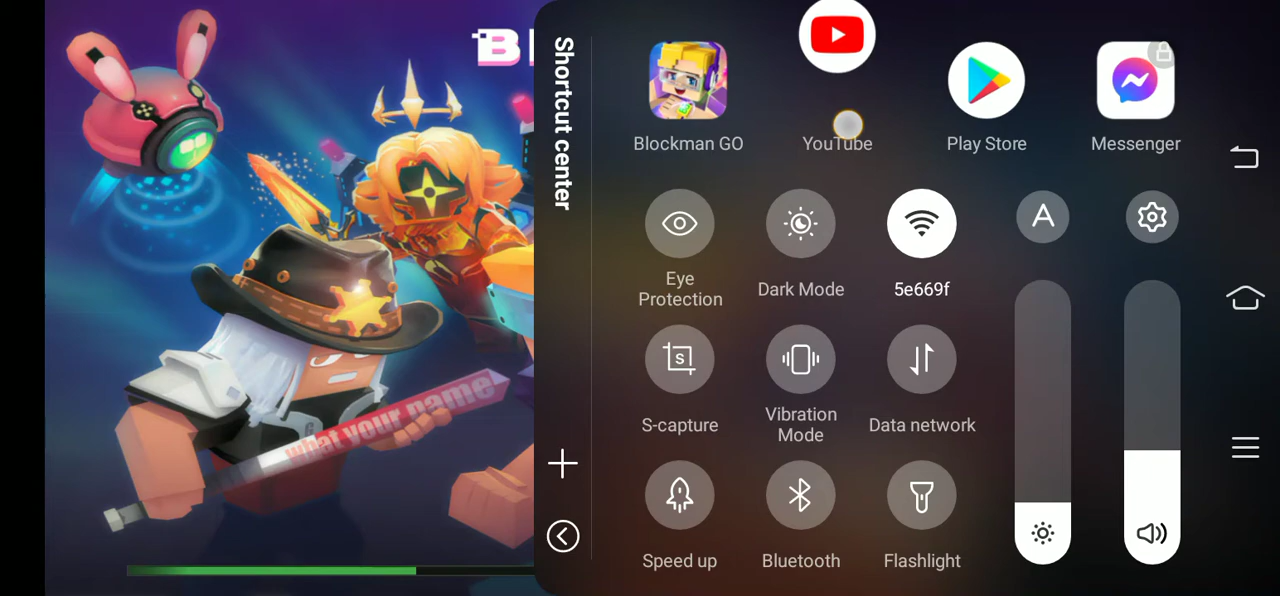 B
Shortcut center
Blockman GO
YouTube
Play Store
Messenger
A
Eye
Protection
Dark Mode
5e669f
S
S-capture
Vibration
Mode
Data network
Speed up
Bluetooth
Flashlight
what your name